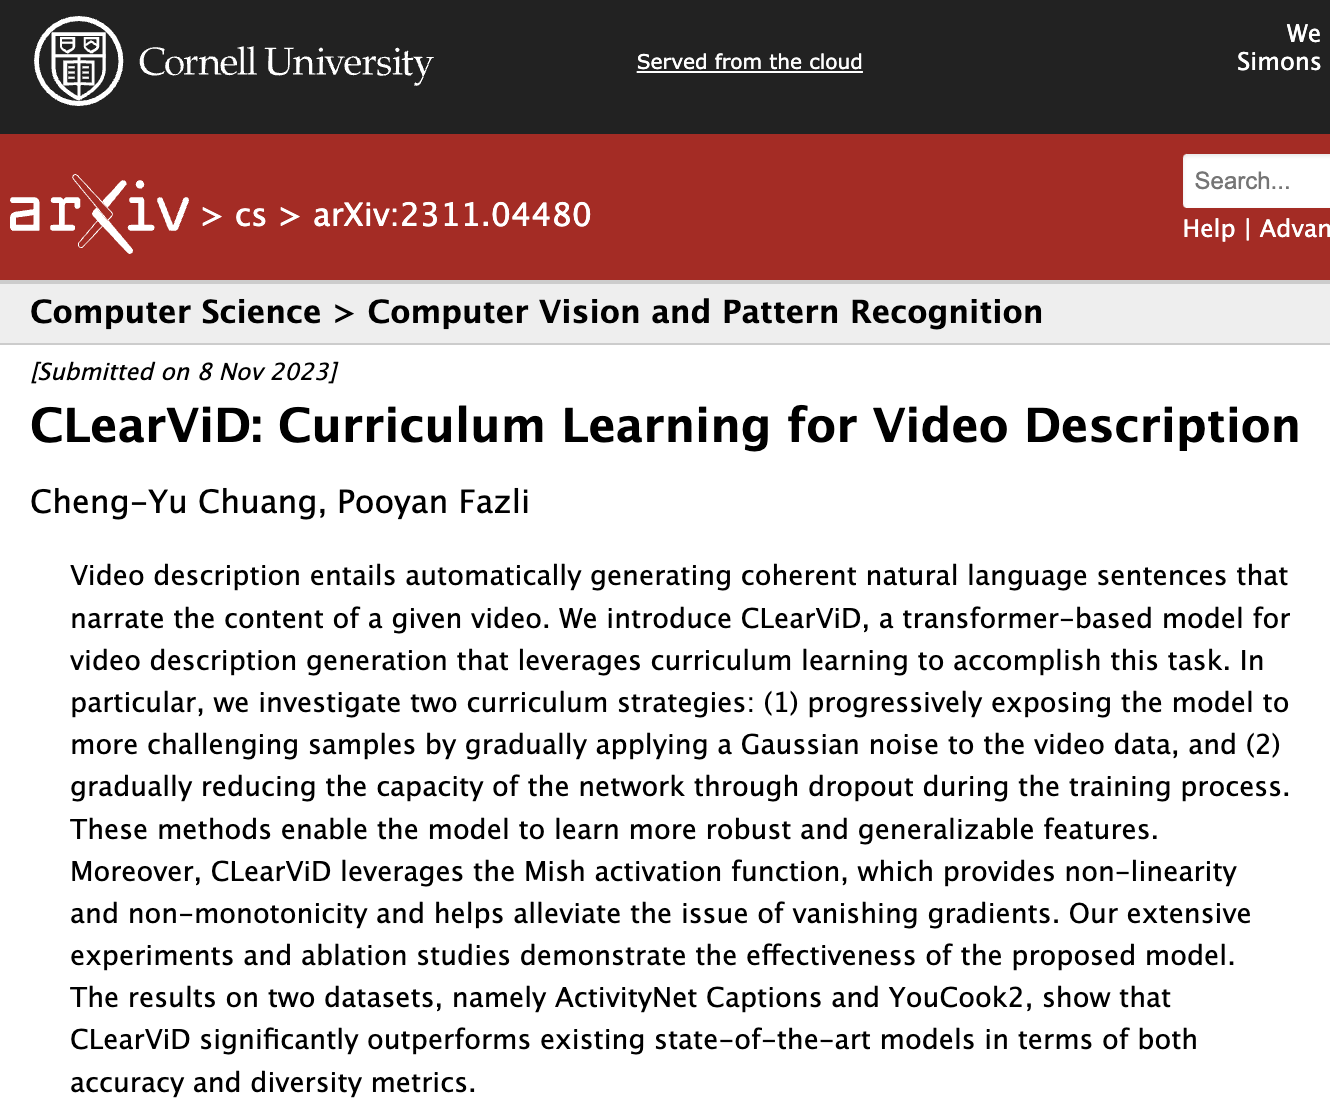 Cornell University
Served from the cloud
We
Simons
arXiv > cs > arXiv:2311.04480
Search...
Help | Advan
Computer Science > Computer Vision and Pattern Recognition
[Submitted on 8 Nov 2023]
CLearViD: Curriculum Learning for Video Description
Cheng-Yu Chuang, Pooyan Fazli
Video description entails automatically generating coherent natural language sentences that
narrate the content of a given video. We introduce CLearViD, a transformer-based model for
video description generation that leverages curriculum learning to accomplish this task. In
particular, we investigate two curriculum strategies: (1) progressively exposing the model to
more challenging samples by gradually applying a Gaussian noise to the video data, and (2)
gradually reducing the capacity of the network through dropout during the training process.
These methods enable the model to learn more robust and generalizable features.
Moreover, CLearViD leverages the Mish activation function, which provides non-linearity
and non-monotonicity and helps alleviate the issue of vanishing gradients. Our extensive
experiments and ablation studies demonstrate the effectiveness of the proposed model.
The results on two datasets, namely ActivityNet Captions and YouCook2, show that
CLearViD significantly outperforms existing state-of-the-art models in terms of both
accuracy and diversity metrics.